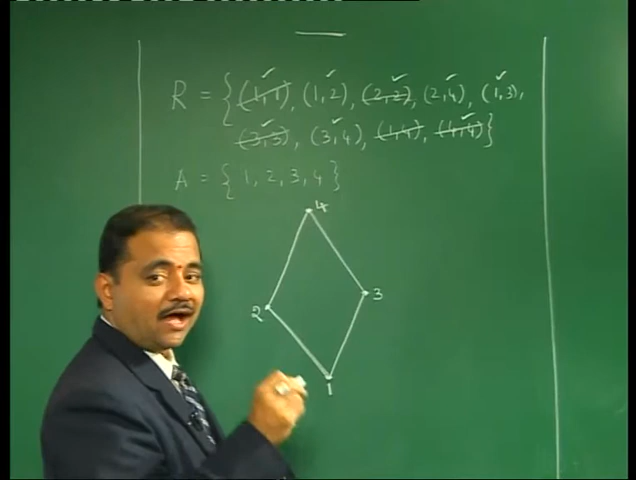 R = { (1,1), (1,2), (2,2), (2,4), (1,3),
(3,3), (3,4), (1,4), (4,4) }
A = { 1, 2, 3, 4 }
4
2
3
1